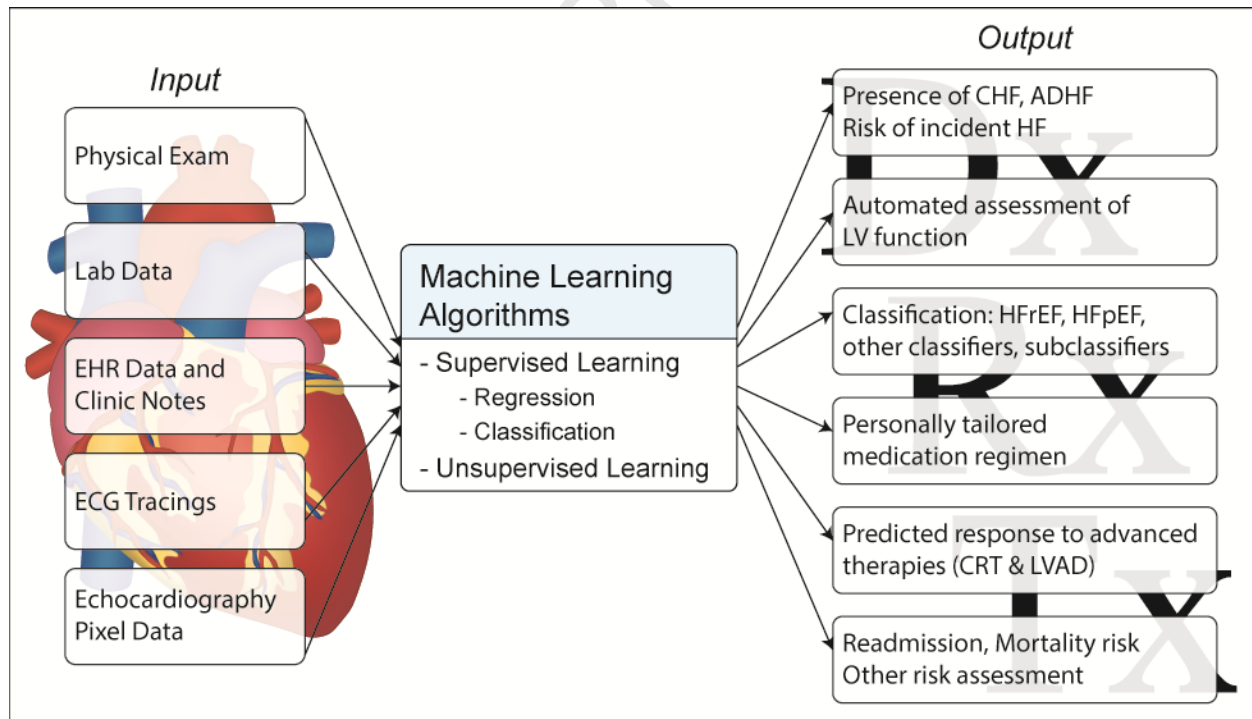 Input
Physical Exam
Lab Data
EHR Data and
Clinic Notes
ECG Tracings
Echocardiography
Pixel Data
Machine Learning
Algorithms
- Supervised Learning
- Regression
- Classification
- Unsupervised Learning
Output
Dx
Presence of CHF, ADHF
Risk of incident HF
Automated assessment of
LV function
Rx
Classification: HFrEF, HFpEF,
other classifiers, subclassifiers
Personally tailored
medication regimen
Tx
Predicted response to advanced
therapies (CRT & LVAD)
Readmission, Mortality risk
Other risk assessment